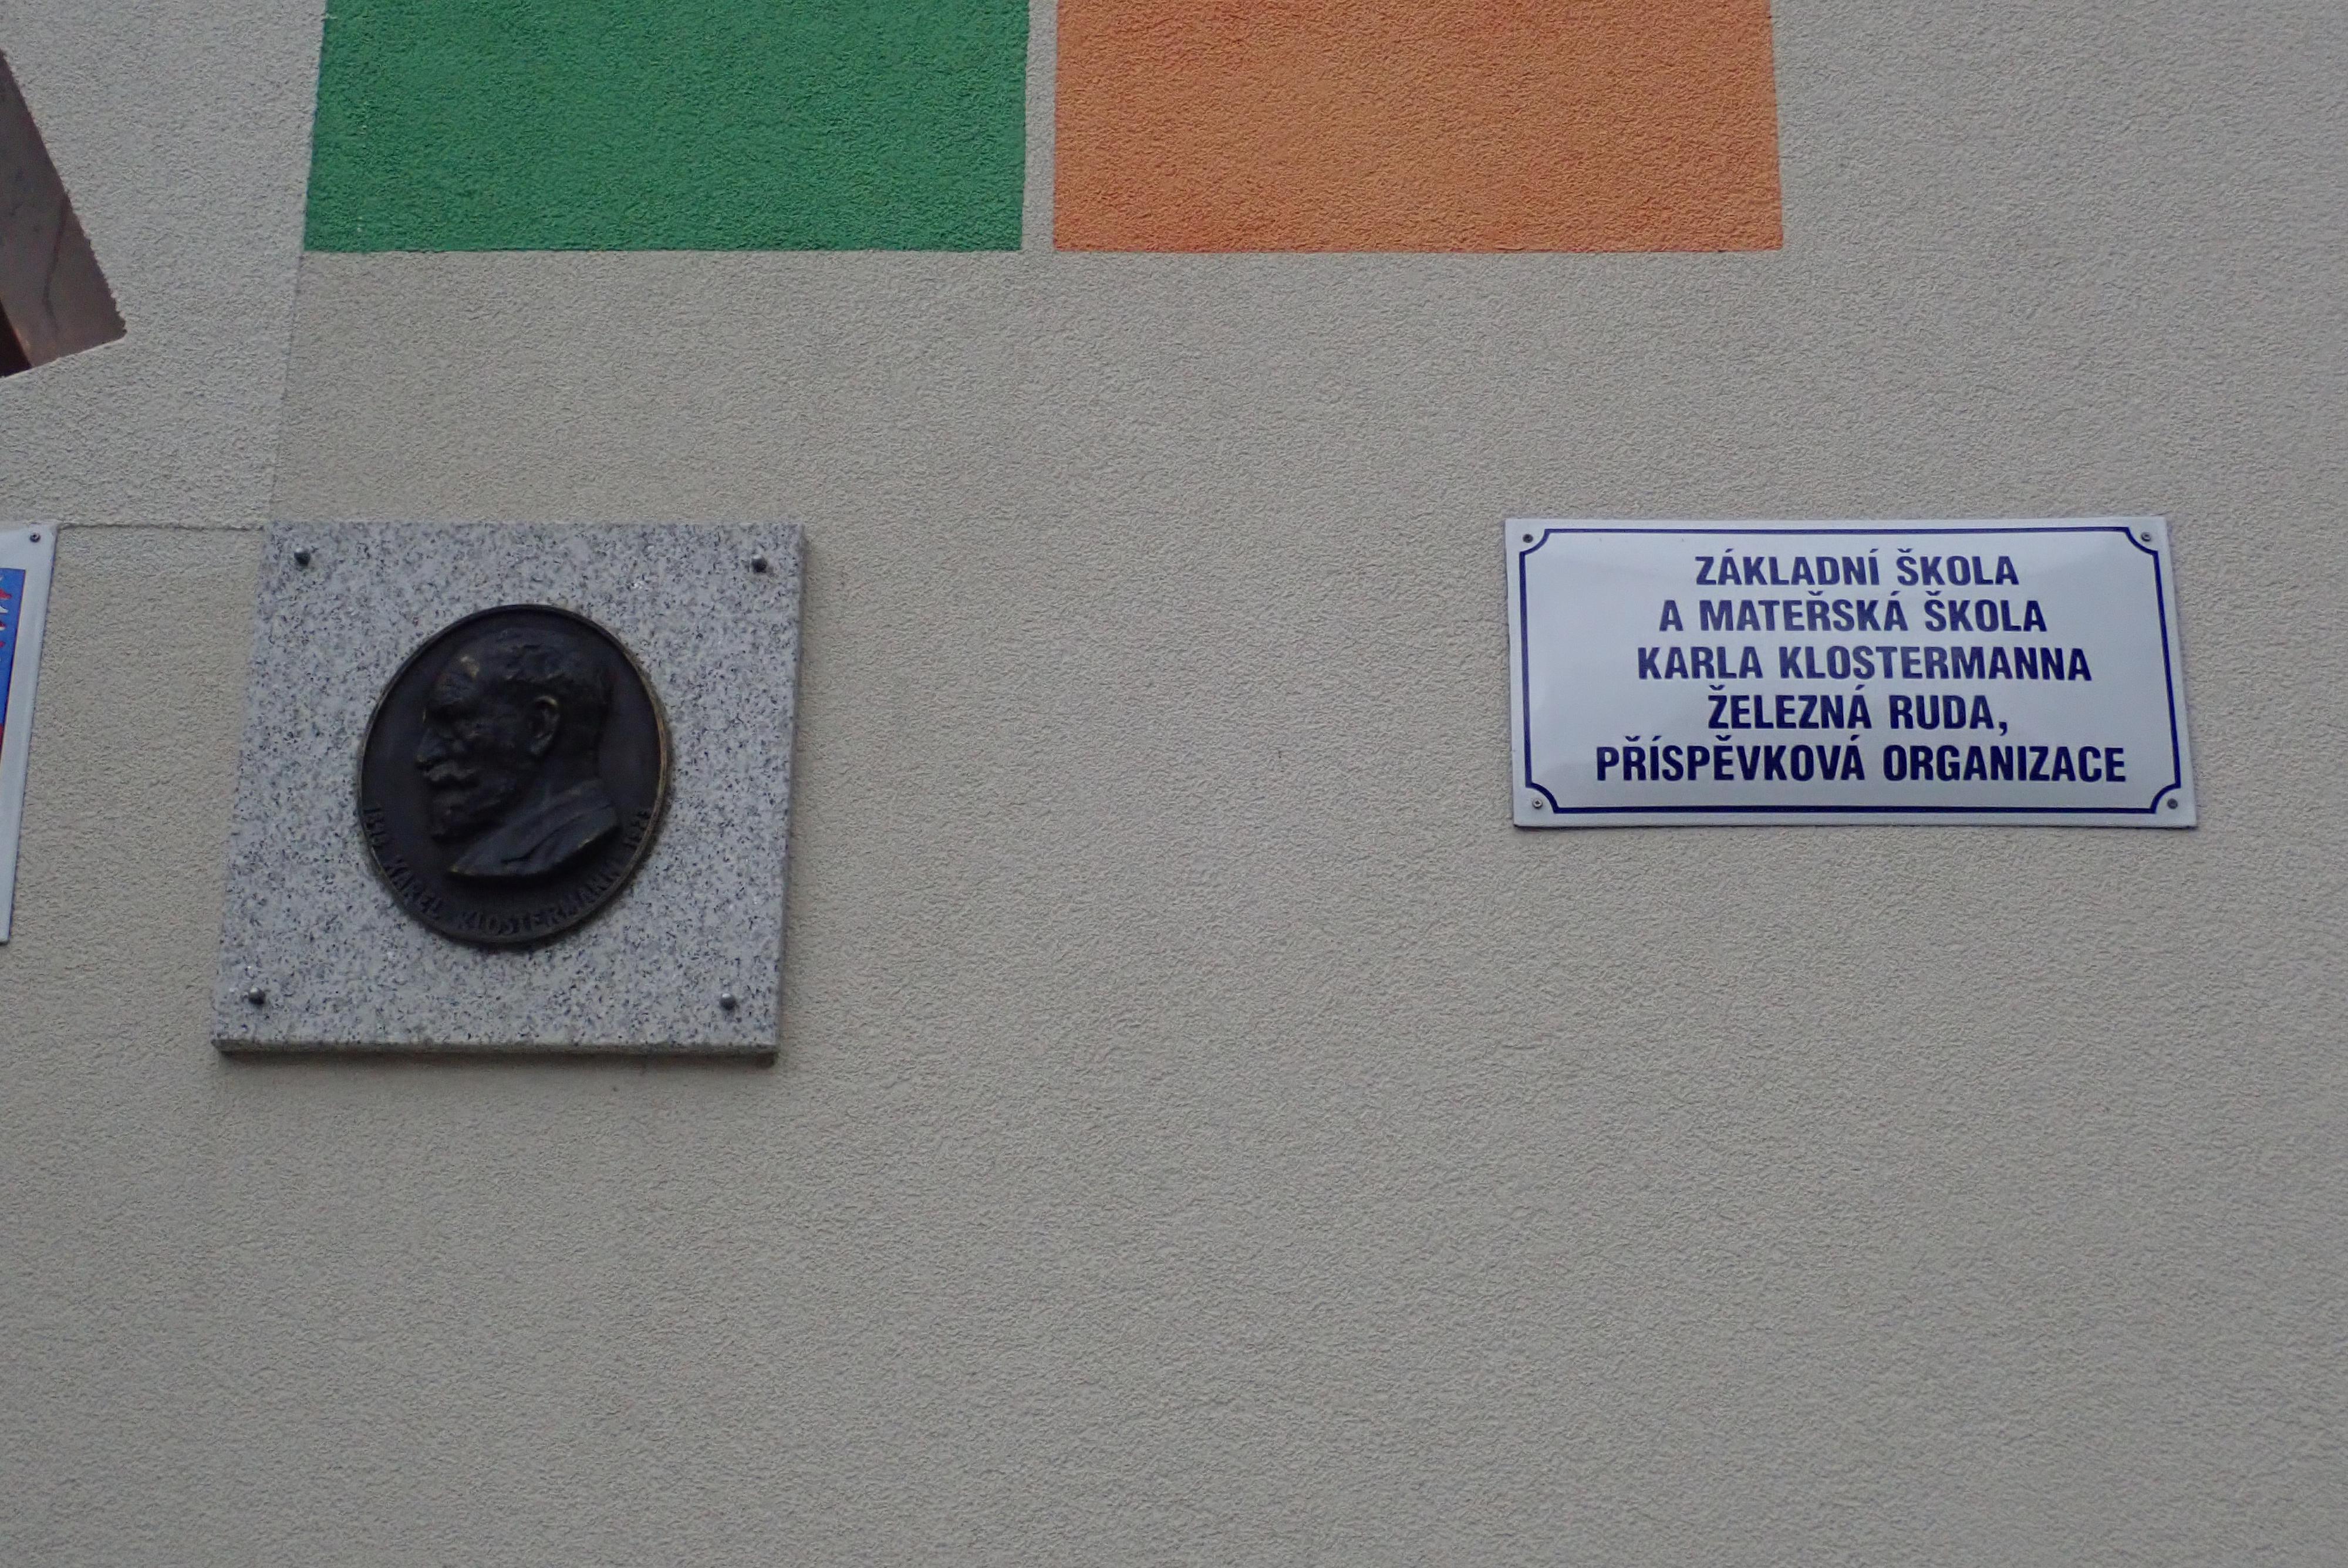 KAREL KLOSTERMANN
ZÁKLADNÍ ŠKOLA
A MATEŘSKÁ ŠKOLA
KARLA KLOSTERMANNA
ŽELEZNÁ RUDA,
PŘÍSPĚVKOVÁ ORGANIZACE